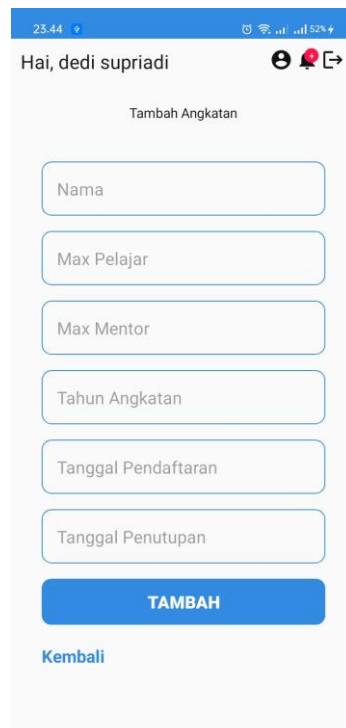 23.44
52%
Hai, dedi supriadi
Tambah Angkatan
Nama
Max Pelajar
Max Mentor
Tahun Angkatan
Tanggal Pendaftaran
Tanggal Penutupan
TAMBAH
Kembali